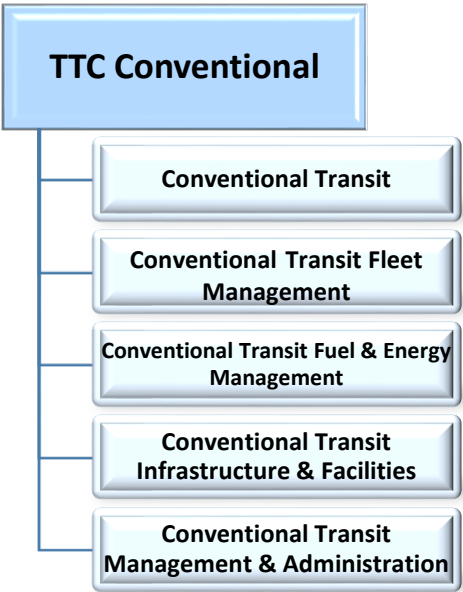 TTC Conventional
Conventional Transit
Conventional Transit Fleet
Management
Conventional Transit Fuel & Energy
Management
Conventional Transit
Infrastructure & Facilities
Conventional Transit
Management & Administration